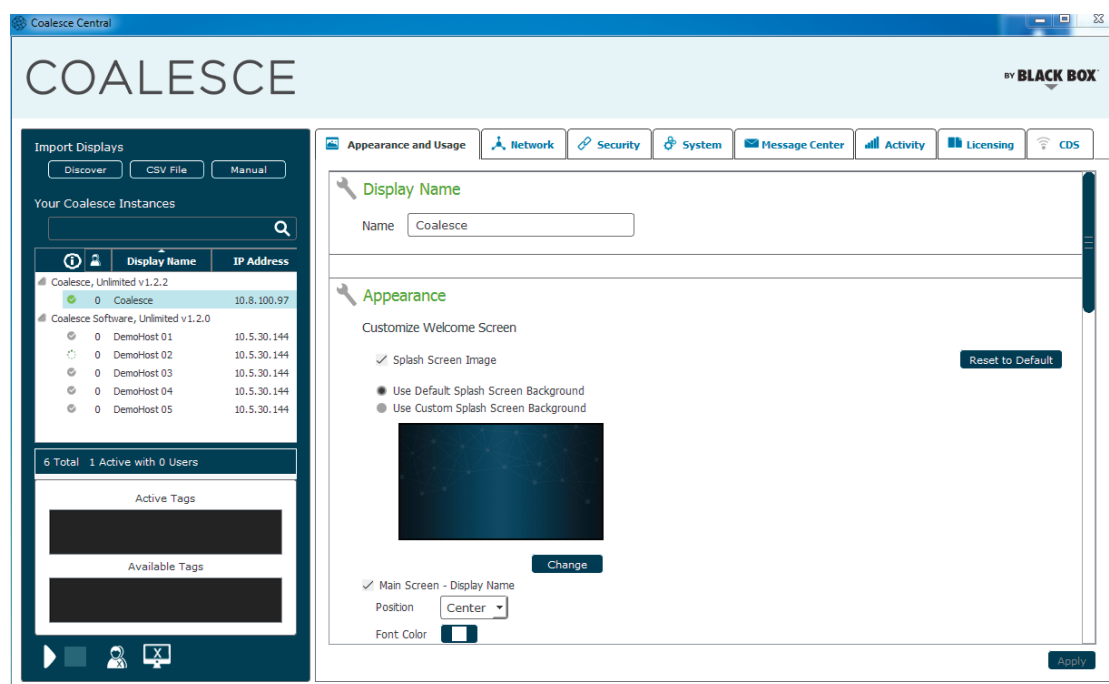 Coalesce Central
COALESCE
BY BLACK BOX
Import Displays
Discover CSV File Manual
Your Coalesce Instances
Display Name IP Address
Coalesce, Unlimited v1.2.2
0 Coalesce 10.8.100.97
Coalesce Software, Unlimited v1.2.0
0 DemoHost 01 10.5.30.144
0 DemoHost 02 10.5.30.144
0 DemoHost 03 10.5.30.144
0 DemoHost 04 10.5.30.144
0 DemoHost 05 10.5.30.144
6 Total 1 Active with 0 Users
Active Tags
Available Tags
Appearance and Usage Network Security System Message Center Activity Licensing CDS
Display Name
Name Coalesce
Appearance
Customize Welcome Screen
Splash Screen Image Reset to Default
Use Default Splash Screen Background
Use Custom Splash Screen Background
Change
Main Screen - Display Name
Position Center
Font Color
Apply